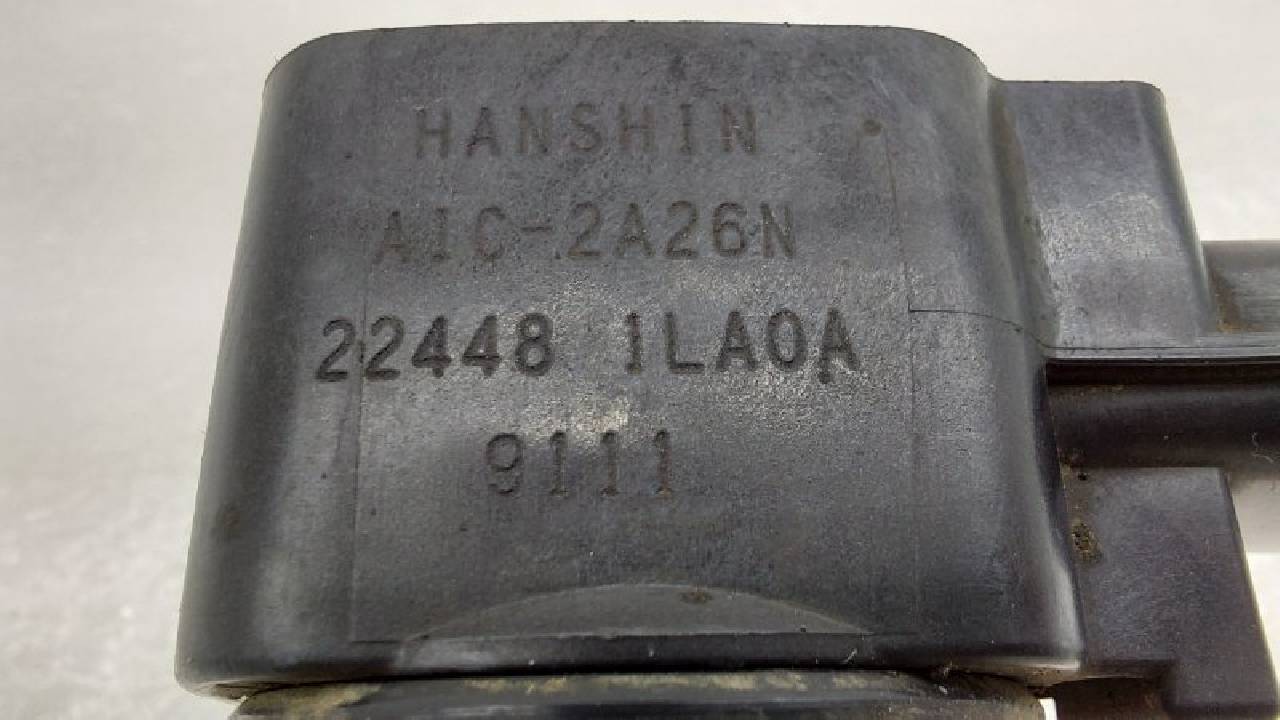 HANSHIN
AIC-2A26N
22448 1LA0A
9111